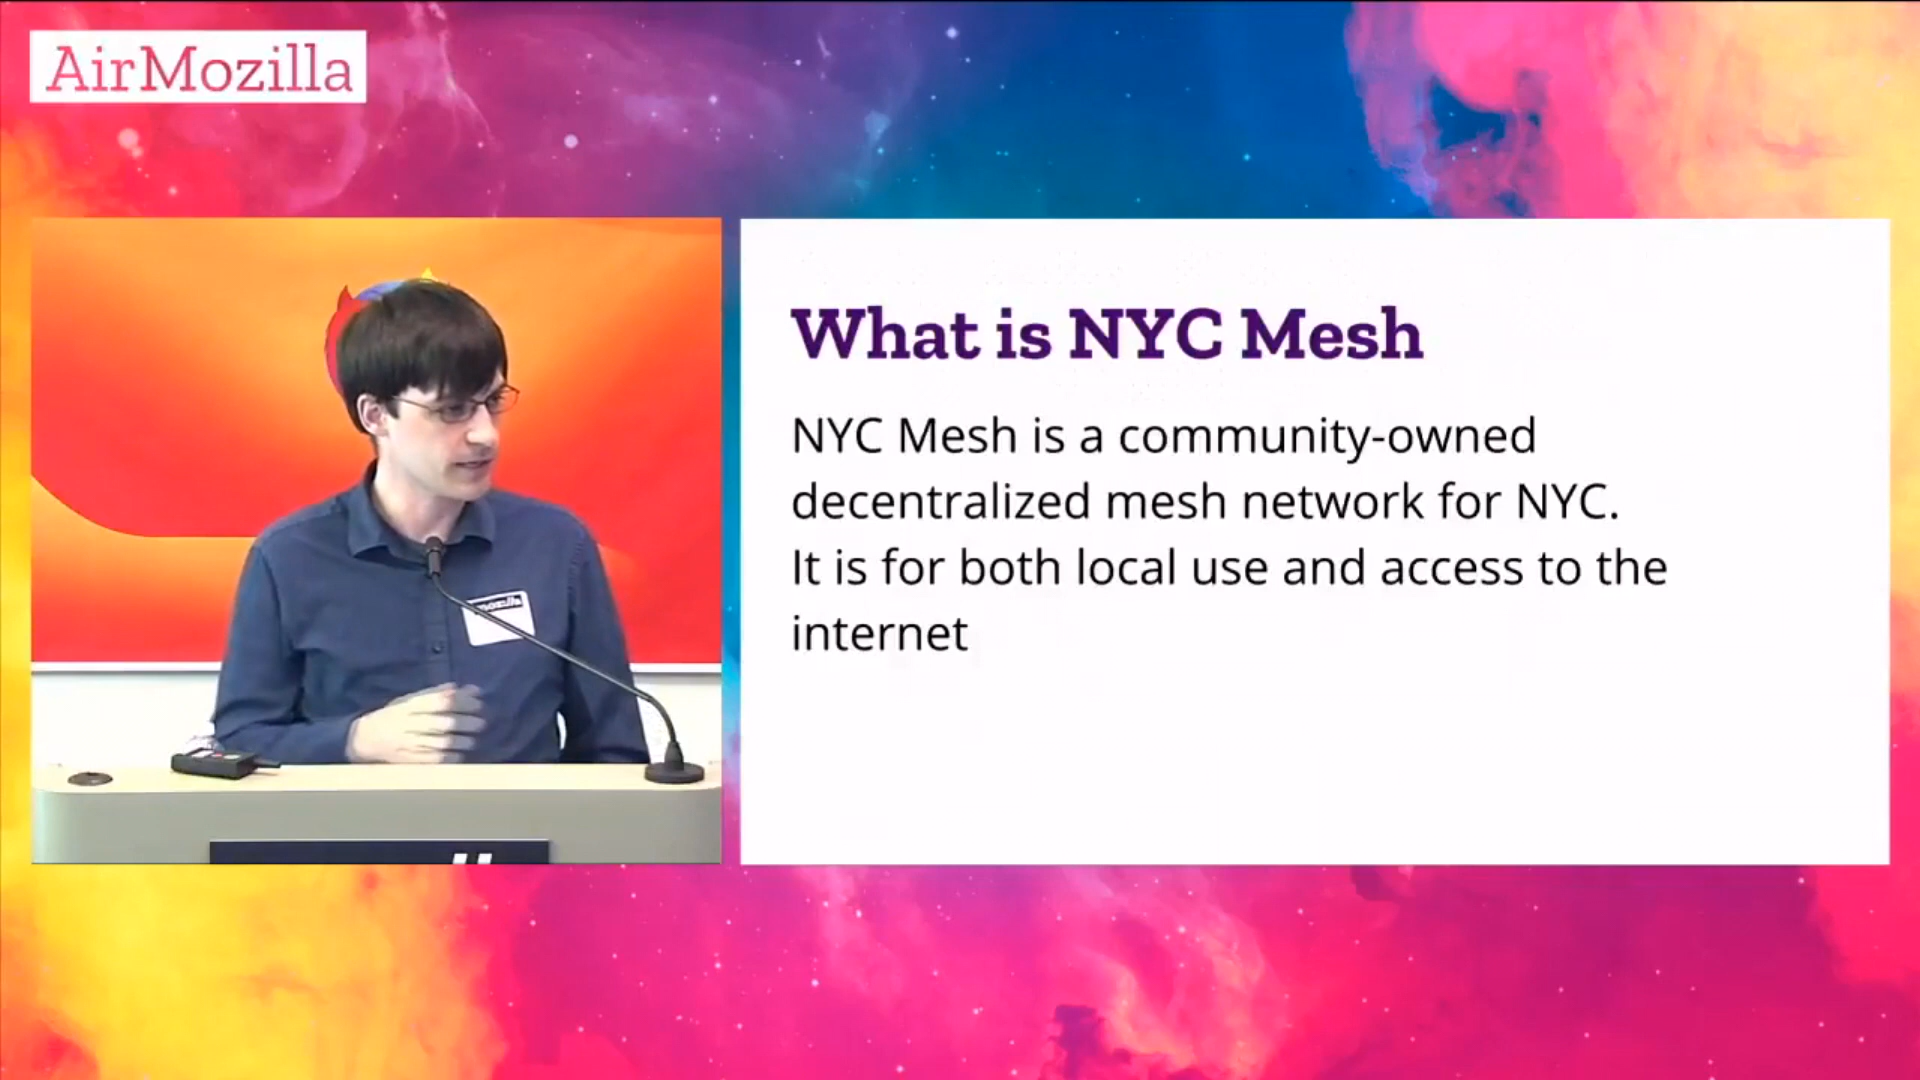 AirMozilla
What is NYC Mesh
NYC Mesh is a community-owned
decentralized mesh network for NYC.
It is for both local use and access to the
internet
mozilla